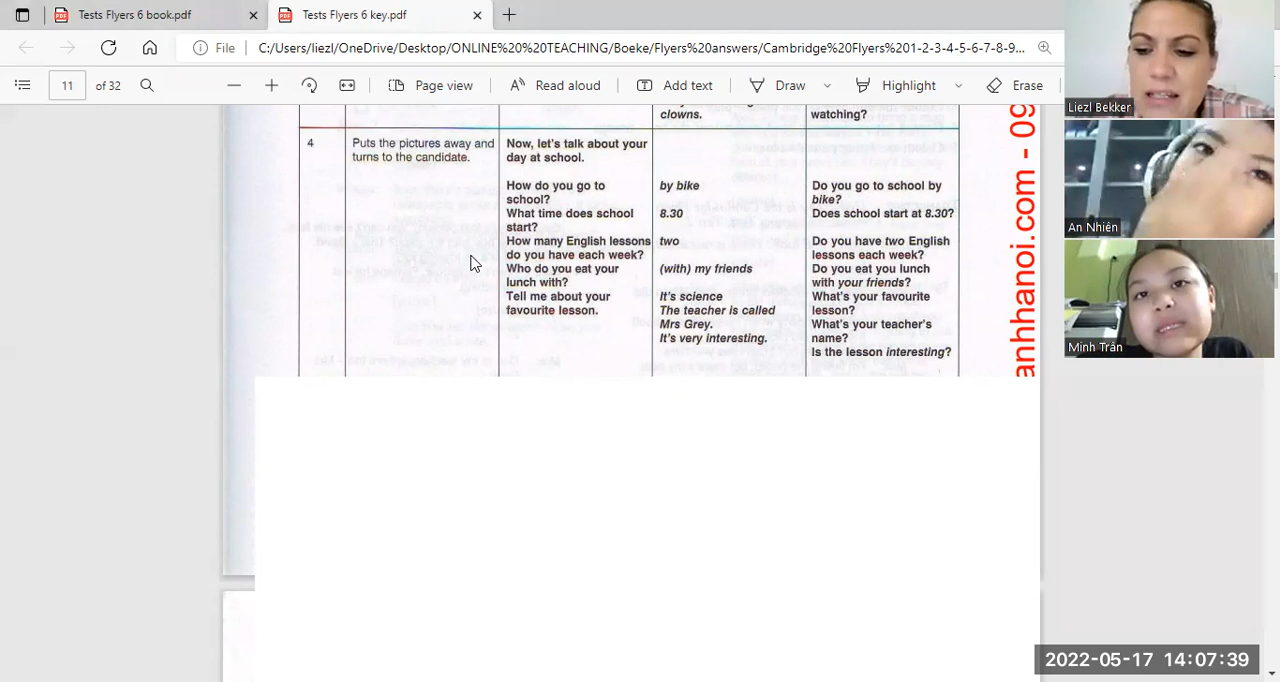 Tests Flyers 6 book.pdf
Tests Flyers 6 key.pdf
File
C:/Users/liezl/OneDrive/Desktop/ONLINE%20%20TEACHING/Boeke/Flyers%20answers/Cambridge%20Flyers%201-2-3-4-5-6-7-8-9...
11 of 32
Page view
Read aloud
Add text
Draw
Highlight
Erase
clowns.
watching?
4
Puts the pictures away and
turns to the candidate.
Now, let's talk about your
day at school.
How do you go to
school?
What time does school
start?
How many English lessons
do you have each week?
Who do you eat your
lunch with?
Tell me about your
favourite lesson.
by bike
8.30
two
(with) my friends
It's science
The teacher is called
Mrs Grey.
It's very interesting.
Do you go to school by
bike?
Does school start at 8.30?
Do you have two English
lessons each week?
Do you eat you lunch
with your friends?
What's your favourite
lesson?
What's your teacher's
name?
Is the lesson interesting?
anhhanoi.com - 09
Liezl Bekker
An Nhiên
Minh Trân
2022-05-17 14:07:39